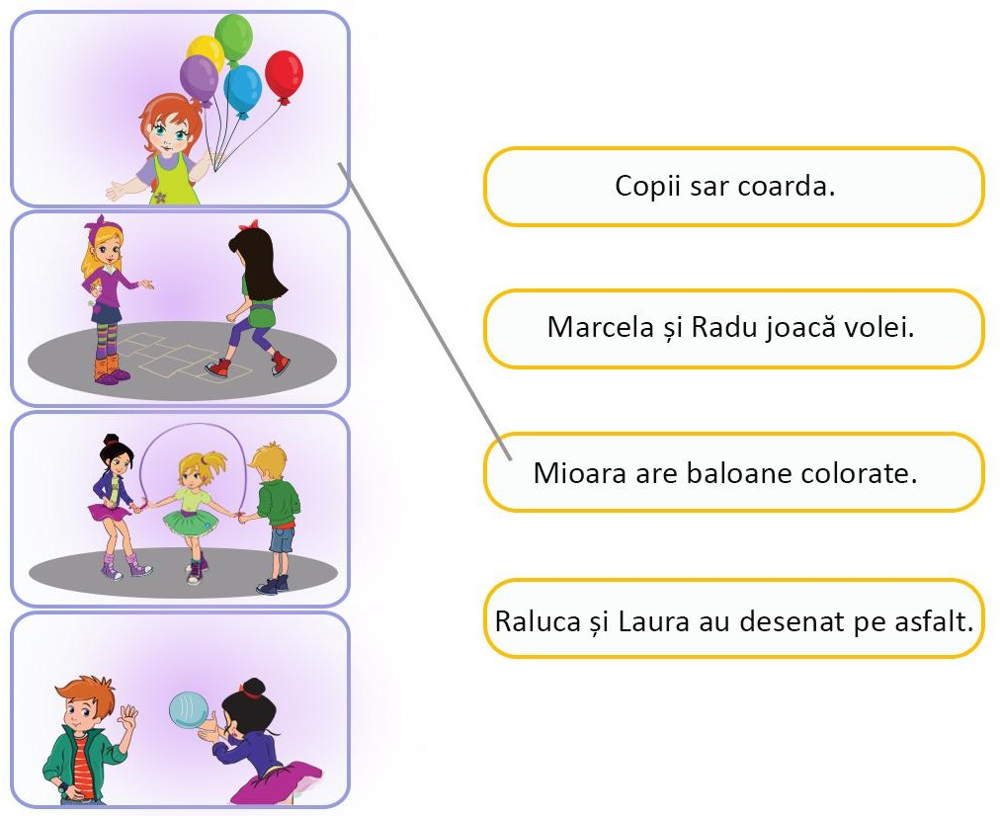 Copii sar coarda.
Marcela și Radu joacă volei.
Mioara are baloane colorate.
Raluca și Laura au desenat pe asfalt.